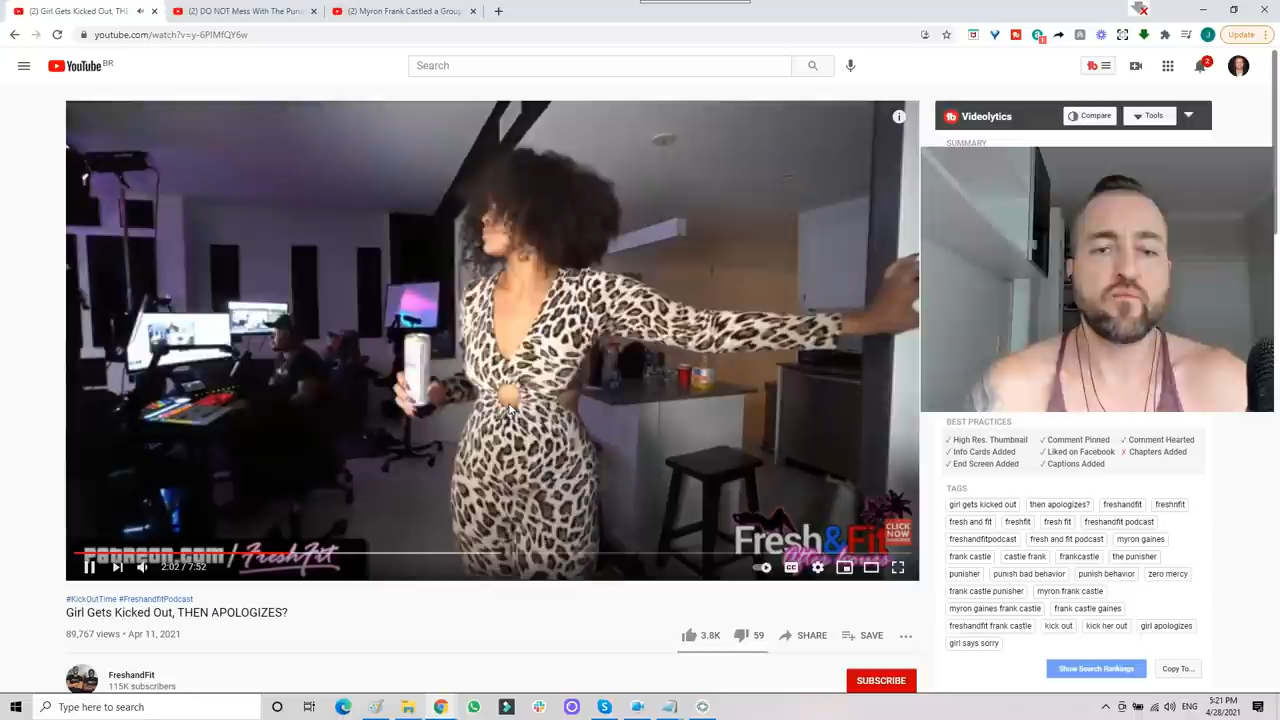 (2) Girl Gets Kicked Out, THE
(2) DO NOT Mess With The Puni
(2) Myron Frank Castled a Group
youtube.com/watch?v=y-6PIMfQY6w
1
Update
YouTube BR
Search
2
tb
Videolytics
Compare
Tools
SUMMARY
patreon.com/FreshFit
Fresh&Fit
CLICK NOW
2:02 / 7:52
CC
BEST PRACTICES
High Res. Thumbnail
Comment Pinned
Comment Hearted
Info Cards Added
Liked on Facebook
Chapters Added
End Screen Added
Captions Added
TAGS
girl gets kicked out
then apologizes?
freshandfit
freshnfit
fresh and fit
freshfit
fresh fit
freshandfit podcast
freshandfitpodcast
fresh and fit podcast
myron gaines
frank castle
castle frank
frankcastle
the punisher
punisher
punish bad behavior
punish behavior
zero mercy
frank castle punisher
myron frank castle
myron gaines frank castle
frank castle gaines
freshandfit frank castle
kick out
kick her out
girl apologizes
girl says sorry
Show Search Rankings
Copy To...
#KickOutTime #FreshandfitPodcast
Girl Gets Kicked Out, THEN APOLOGIZES?
89,767 views • Apr 11, 2021
3.8K
59
SHARE
SAVE
FreshandFit
115K subscribers
SUBSCRIBE
Type here to search
ENG
5:21 PM
4/28/2021